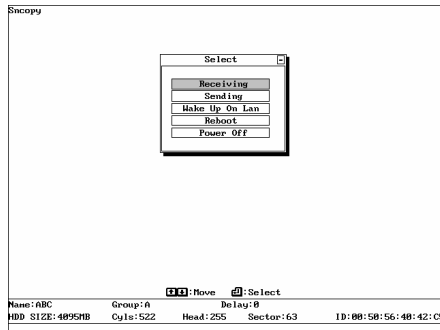 Sncopy
Select
Receiving
Sending
Wake Up On Lan
Reboot
Power Off
:Move :Select
Name:ABC Group:A Delay:0
HDD SIZE:4095MB Cyls:522 Head:255 Sector:63 ID:00:50:56:40:42:C9